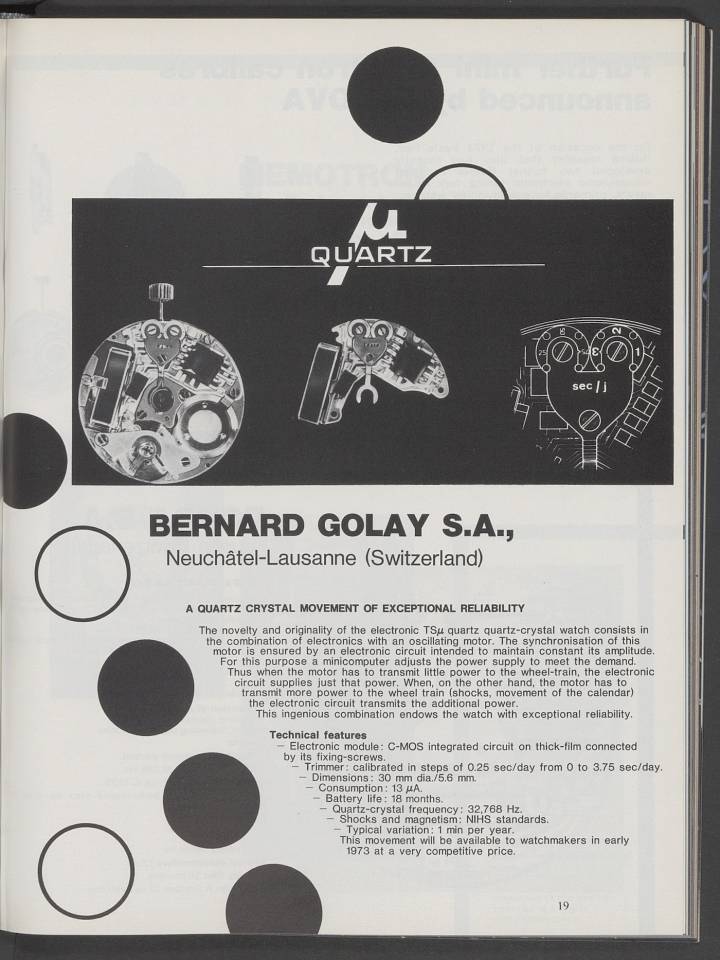 µ
QUARTZ
25 50 3 2 1
sec/j
BERNARD GOLAY S.A.,
Neuchâtel-Lausanne (Switzerland)
A QUARTZ CRYSTAL MOVEMENT OF EXCEPTIONAL RELIABILITY
The novelty and originality of the electronic TSµ quartz quartz-crystal watch consists in
the combination of electronics with an oscillating motor. The synchronisation of this
motor is ensured by an electronic circuit intended to maintain constant its amplitude.
For this purpose a minicomputer adjusts the power supply to meet the demand.
Thus when the motor has to transmit little power to the wheel-train, the electronic
circuit supplies just that power. When, on the other hand, the motor has to
transmit more power to the wheel train (shocks, movement of the calendar)
the electronic circuit transmits the additional power.
This ingenious combination endows the watch with exceptional reliability.
Technical features
— Electronic module: C-MOS integrated circuit on thick-film connected
by its fixing-screws.
— Trimmer: calibrated in steps of 0.25 sec/day from 0 to 3.75 sec/day.
— Dimensions: 30 mm dia./5.6 mm.
— Consumption: 13 µA.
— Battery life: 18 months.
— Quartz-crystal frequency: 32,768 Hz.
— Shocks and magnetism: NIHS standards.
— Typical variation: 1 min per year.
This movement will be available to watchmakers in early
1973 at a very competitive price.
19